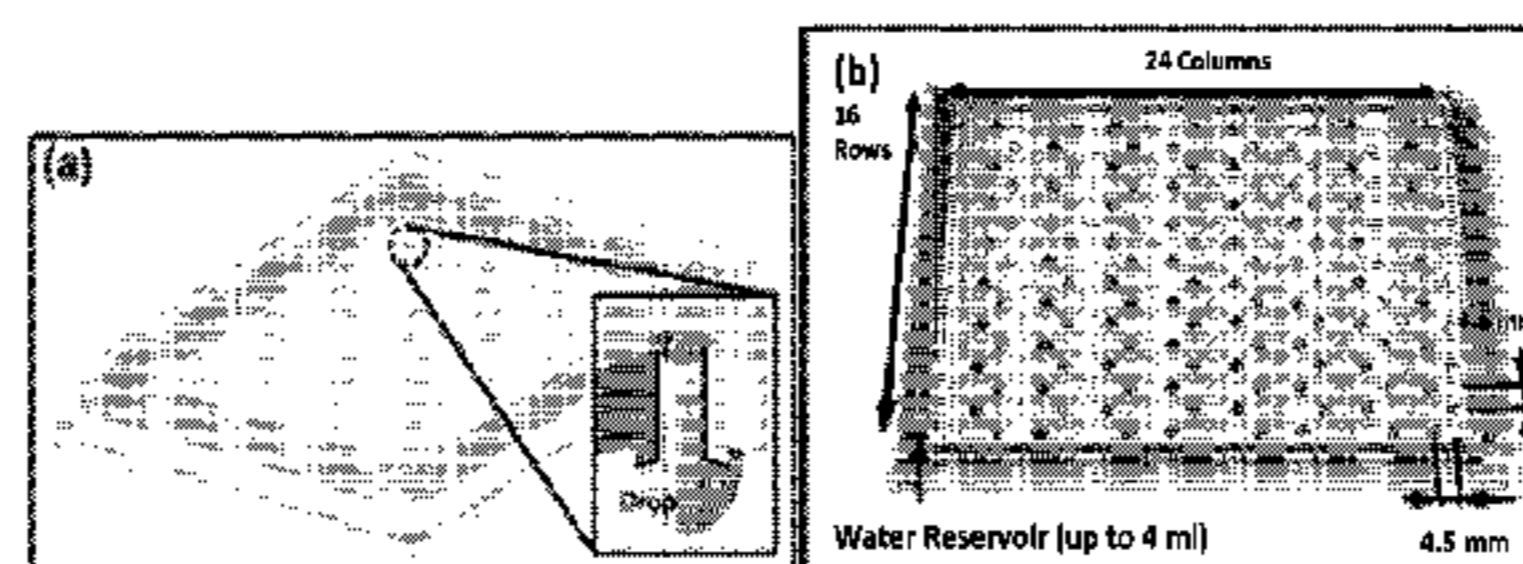 (a)
Drop
(b)
24 Columns
16
Rows
Water Reservoir (up to 4 ml)
4.5 mm